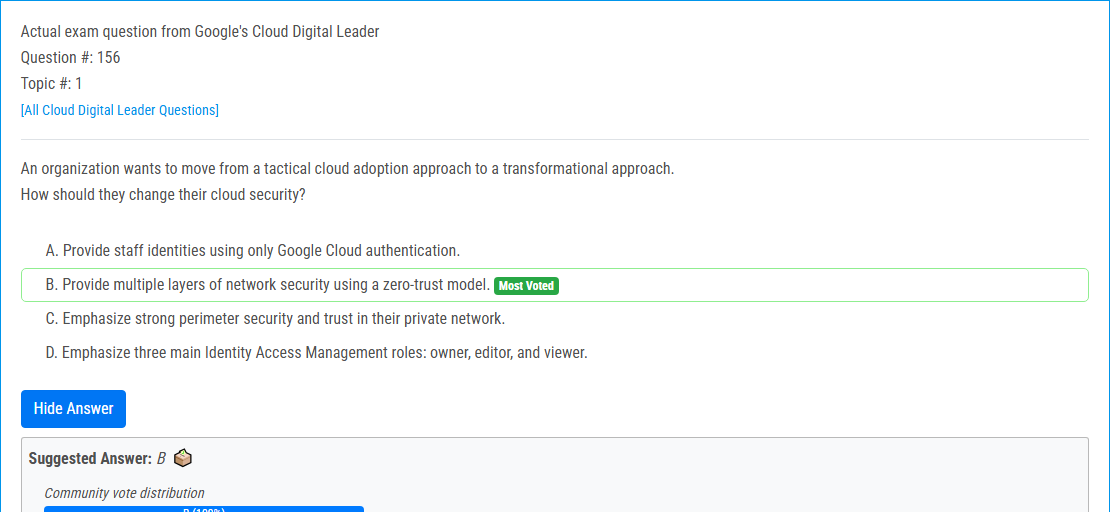 Actual exam question from Google's Cloud Digital Leader
Question #: 156
Topic #: 1
[All Cloud Digital Leader Questions]
An organization wants to move from a tactical cloud adoption approach to a transformational approach.
How should they change their cloud security?
A. Provide staff identities using only Google Cloud authentication.
B. Provide multiple layers of network security using a zero-trust model. Most Voted
C. Emphasize strong perimeter security and trust in their private network.
D. Emphasize three main Identity Access Management roles: owner, editor, and viewer.
Hide Answer
Suggested Answer: B
Community vote distribution
B (100%)